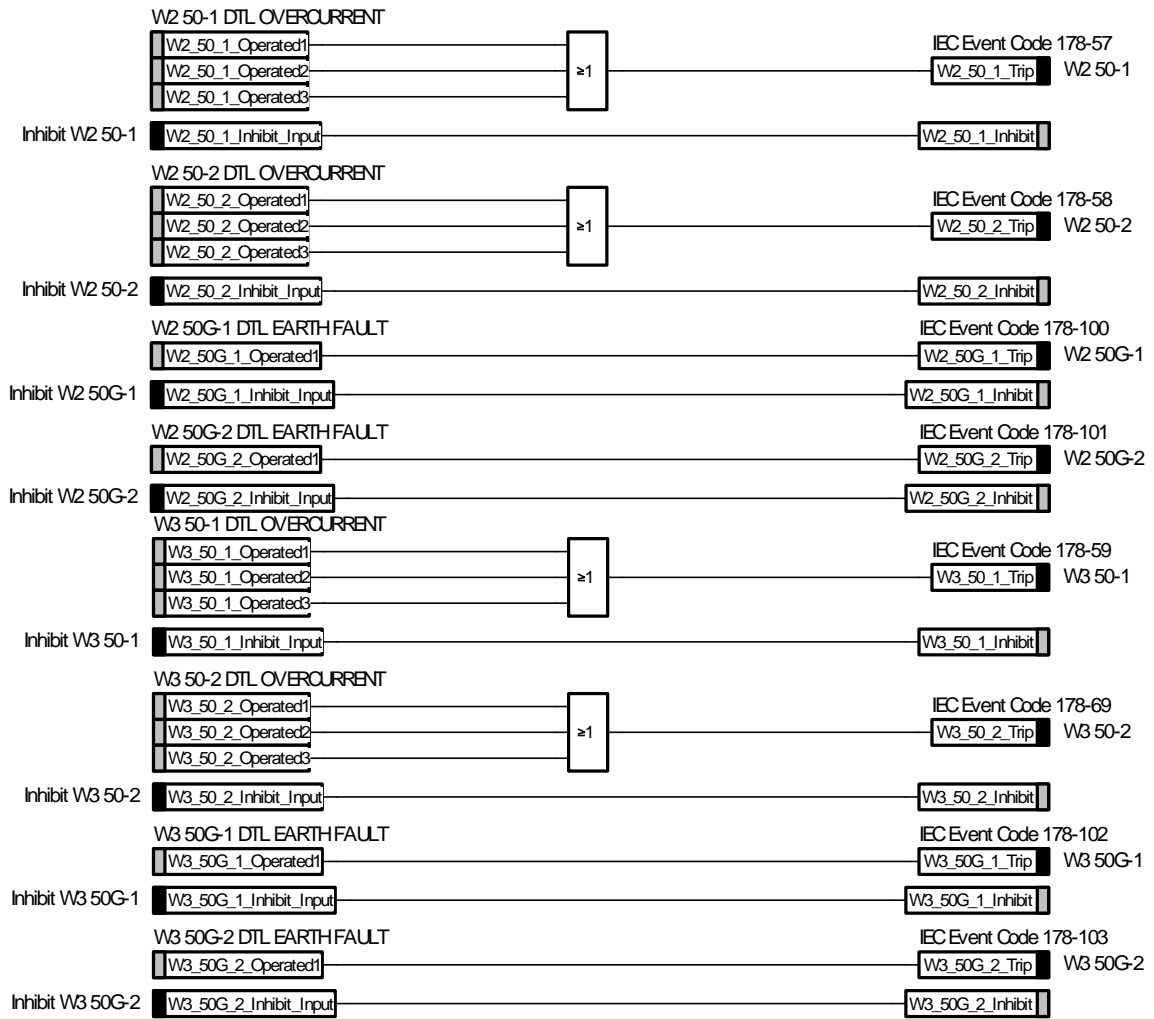 W2 50-1 DTL OVERCURRENT
W2_50_1_Operated1
IEC Event Code 178-57
W2_50_1_Operated2
≥1
W2_50_1_Trip
W2 50-1
W2_50_1_Operated3
Inhibit W2 50-1
W2_50_1_Inhibit_Input
W2_50_1_Inhibit
W2 50-2 DTL OVERCURRENT
W2_50_2_Operated1
IEC Event Code 178-58
W2_50_2_Operated2
≥1
W2_50_2_Trip
W2 50-2
W2_50_2_Operated3
Inhibit W2 50-2
W2_50_2_Inhibit_Input
W2_50_2_Inhibit
W2 50G-1 DTL EARTH FAULT
IEC Event Code 178-100
W2_50G_1_Operated1
W2_50G_1_Trip
W2 50G-1
Inhibit W2 50G-1
W2_50G_1_Inhibit_Input
W2_50G_1_Inhibit
W2 50G-2 DTL EARTH FAULT
IEC Event Code 178-101
W2_50G_2_Operated1
W2_50G_2_Trip
W2 50G-2
Inhibit W2 50G-2
W2_50G_2_Inhibit_Input
W2_50G_2_Inhibit
W3 50-1 DTL OVERCURRENT
W3_50_1_Operated1
IEC Event Code 178-59
W3_50_1_Operated2
≥1
W3_50_1_Trip
W3 50-1
W3_50_1_Operated3
Inhibit W3 50-1
W3_50_1_Inhibit_Input
W3_50_1_Inhibit
W3 50-2 DTL OVERCURRENT
W3_50_2_Operated1
IEC Event Code 178-69
W3_50_2_Operated2
≥1
W3_50_2_Trip
W3 50-2
W3_50_2_Operated3
Inhibit W3 50-2
W3_50_2_Inhibit_Input
W3_50_2_Inhibit
W3 50G-1 DTL EARTH FAULT
IEC Event Code 178-102
W3_50G_1_Operated1
W3_50G_1_Trip
W3 50G-1
Inhibit W3 50G-1
W3_50G_1_Inhibit_Input
W3_50G_1_Inhibit
W3 50G-2 DTL EARTH FAULT
IEC Event Code 178-103
W3_50G_2_Operated1
W3_50G_2_Trip
W3 50G-2
Inhibit W3 50G-2
W3_50G_2_Inhibit_Input
W3_50G_2_Inhibit